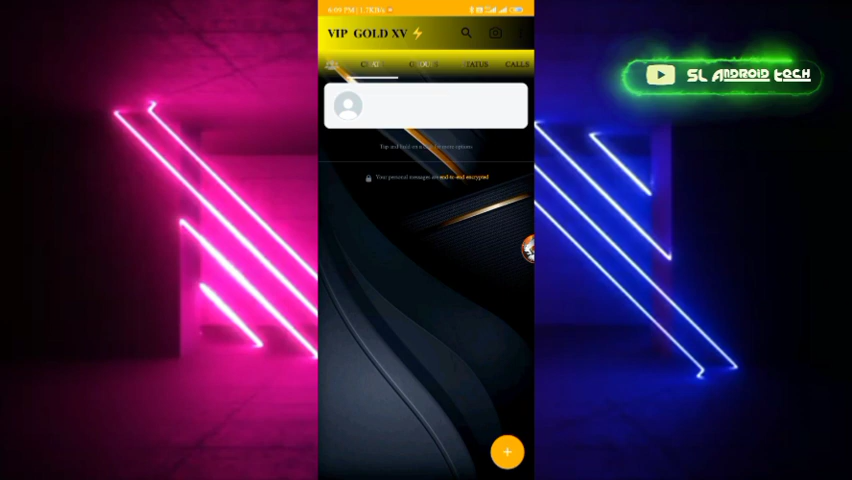 6:09 PM | 1.7KB/s
VIP GOLD XV⚡
SL Android tech
CHATS GROUPS STATUS CALLS
Tap and hold on a chat for more options
Your personal messages are end-to-end encrypted